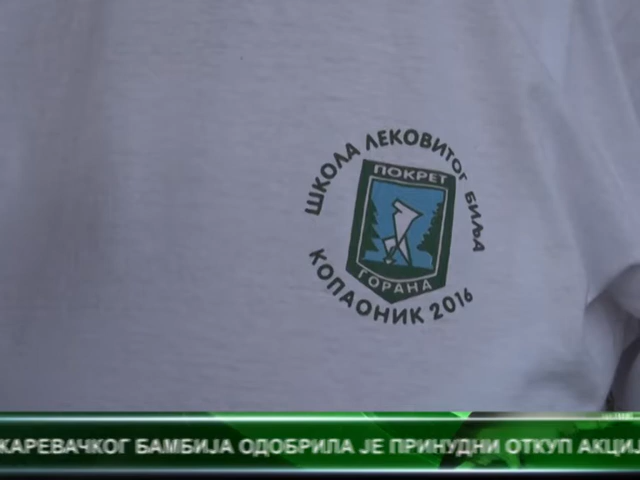 ШКОЛА ЛЕКОВИТОГ БИЉА
ПОКРЕТ
ГОРАНА
КОПАОНИК 2016
КАРЕВАЧКОГ БАМБИЈА ОДОБРИЛА ЈЕ ПРИНУДНИ ОТКУП АКЦИЈ